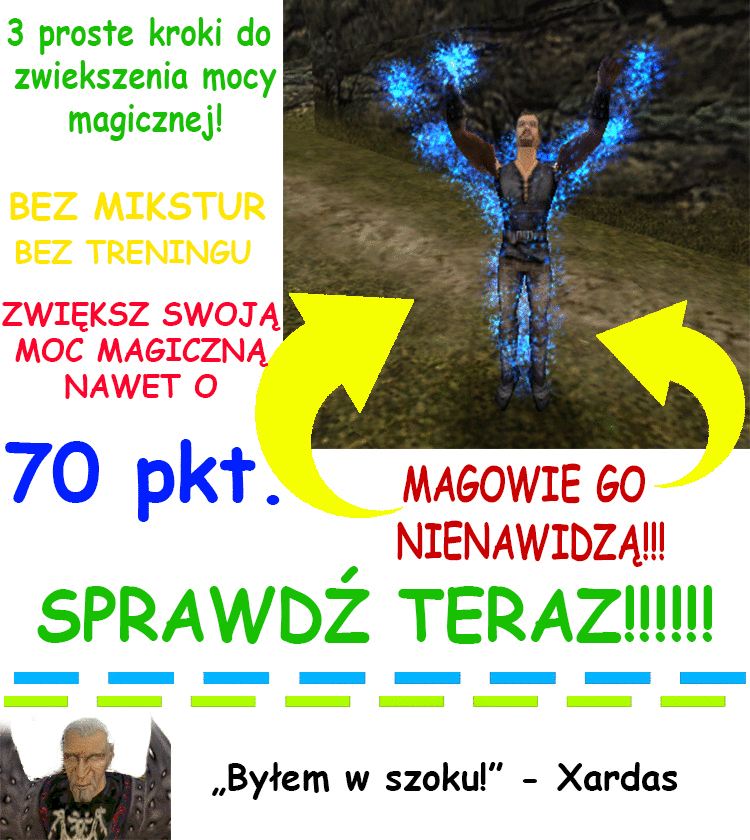 3 proste kroki do
zwiekszenia mocy
magicznej!
BEZ MIKSTUR
BEZ TRENINGU
ZWIĘKSZ SWOJĄ
MOC MAGICZNĄ
NAWET O
70 pkt.
MAGOWIE GO
NIENAWIDZĄ!!!
SPRAWDŹ TERAZ!!!!!!
„Byłem w szoku!” - Xardas